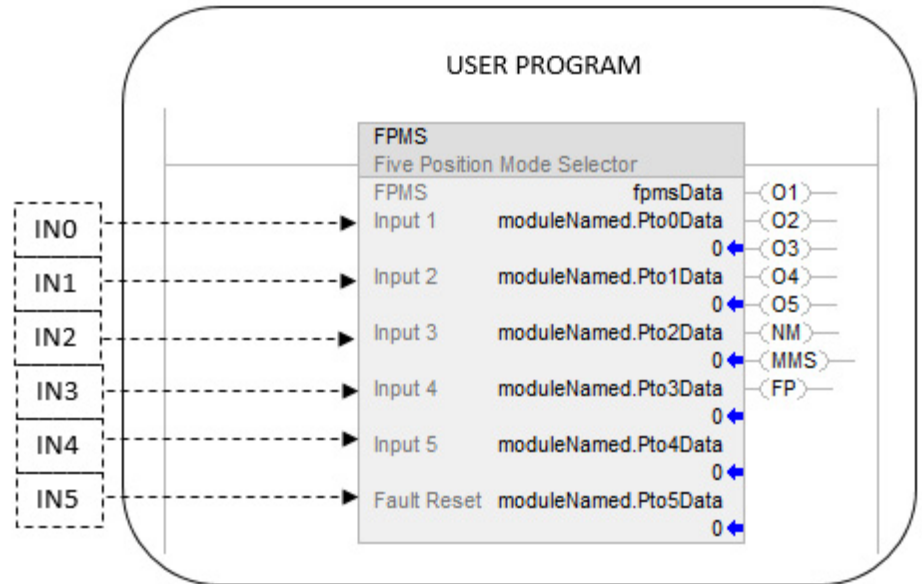 USER PROGRAM
FPMS
Five Position Mode Selector
FPMS fpmsData (O1)
IN0 Input 1 moduleNamed.Pto0Data (O2)
0 (O3)
IN1 Input 2 moduleNamed.Pto1Data (O4)
0 (O5)
IN2 Input 3 moduleNamed.Pto2Data (NM)
0 (MMS)
IN3 Input 4 moduleNamed.Pto3Data (FP)
0
IN4 Input 5 moduleNamed.Pto4Data
0
IN5 Fault Reset moduleNamed.Pto5Data
0